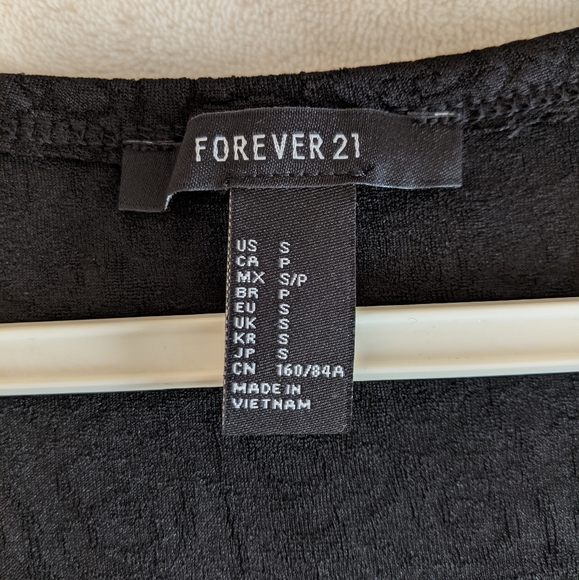 FOREVER 21
US S
CA P
MX S/P
BR P
EU S
UK S
KR S
JP S
CN 160/84A
MADE IN
VIETNAM